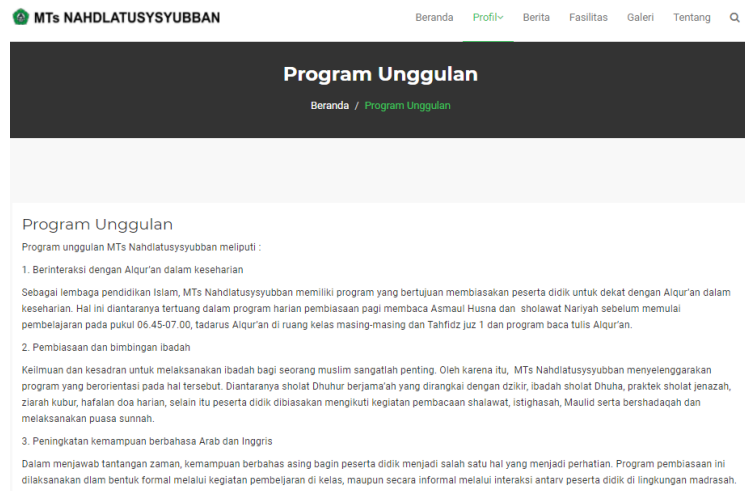 MTs NAHDLATUSYSYUBBAN
Beranda Profil Berita Fasilitas Galeri Tentang
Program Unggulan
Beranda / Program Unggulan
Program Unggulan
Program unggulan MTs Nahdlatusysyubban meliputi :
1. Berinteraksi dengan Alqur'an dalam keseharian
Sebagai lembaga pendidikan Islam, MTs Nahdlatusysyubban memiliki program yang bertujuan membiasakan peserta didik untuk dekat dengan Alqur'an dalam
keseharian. Hal ini diantaranya tertuang dalam program harian pembiasaan pagi membaca Asmaul Husna dan sholawat Nariyah sebelum memulai
pembelajaran pada pukul 06.45-07.00, tadarus Alqur'an di ruang kelas masing-masing dan Tahfidz juz 1 dan program baca tulis Alqur'an.
2. Pembiasaan dan bimbingan ibadah
Keilmuan dan kesadran untuk melaksanakan ibadah bagi seorang muslim sangatlah penting. Oleh karena itu, MTs Nahdlatusysyubban menyelenggarakan
program yang berorientasi pada hal tersebut. Diantaranya sholat Dhuhur berjama'ah yang dirangkai dengan dzikir, ibadah sholat Dhuha, praktek sholat jenazah,
ziarah kubur, hafalan doa harian, selain itu peserta didik dibiasakan mengikuti kegiatan pembacaan shalawat, istighasah, Maulid serta bershadaqah dan
melaksanakan puasa sunnah.
3. Peningkatan kemampuan berbahasa Arab dan Inggris
Dalam menjawab tantangan zaman, kemampuan berbahas asing bagin peserta didik menjadi salah satu hal yang menjadi perhatian. Program pembiasaan ini
dilaksanakan dlam bentuk formal melalui kegiatan pembeljaran di kelas, maupun secara informal melalui interaksi antarv peserta didik di lingkungan madrasah.